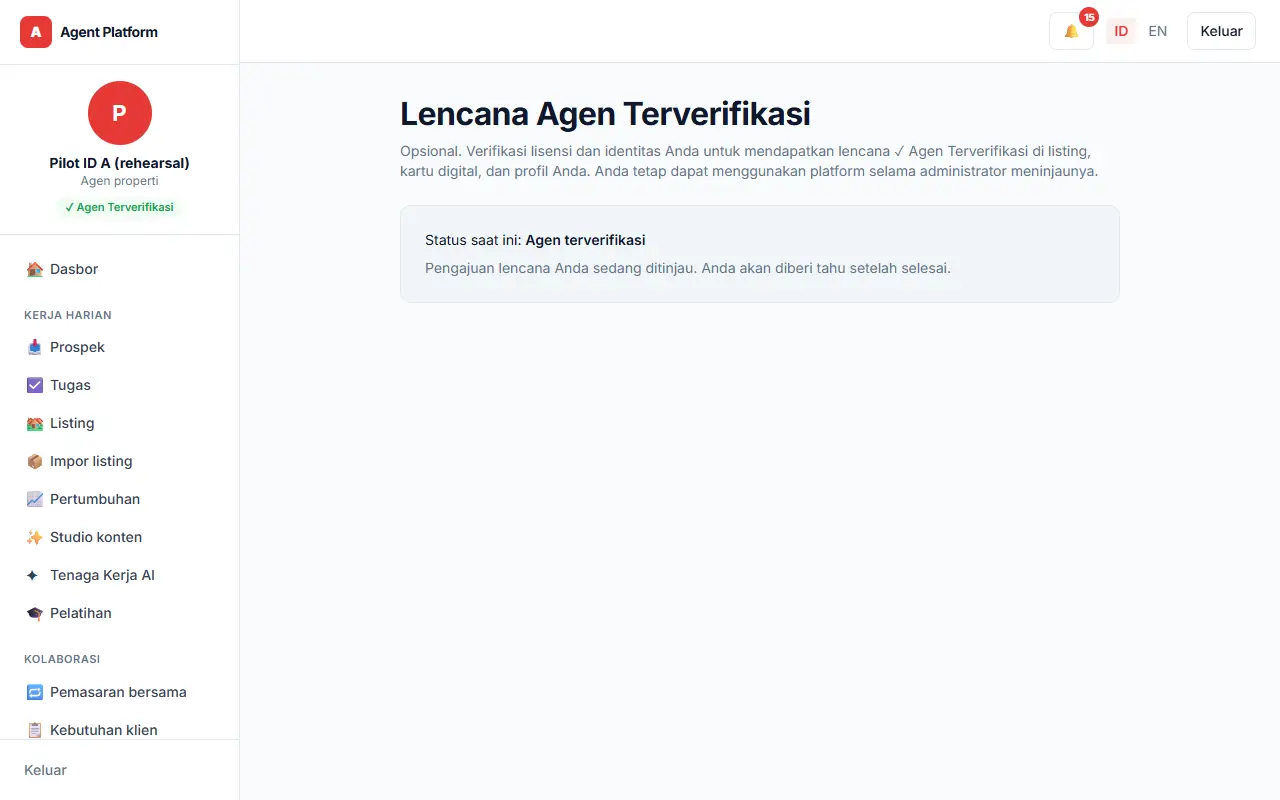 A Agent Platform
15
ID EN Keluar
P
Pilot ID A (rehearsal)
Agen properti
✓ Agen Terverifikasi
Dasbor
KERJA HARIAN
Prospek
Tugas
Listing
Impor listing
Pertumbuhan
Studio konten
Tenaga Kerja AI
Pelatihan
KOLABORASI
Pemasaran bersama
Kebutuhan klien
Keluar
Lencana Agen Terverifikasi
Opsional. Verifikasi lisensi dan identitas Anda untuk mendapatkan lencana ✓ Agen Terverifikasi di listing,
kartu digital, dan profil Anda. Anda tetap dapat menggunakan platform selama administrator meninjaunya.
Status saat ini: Agen terverifikasi
Pengajuan lencana Anda sedang ditinjau. Anda akan diberi tahu setelah selesai.